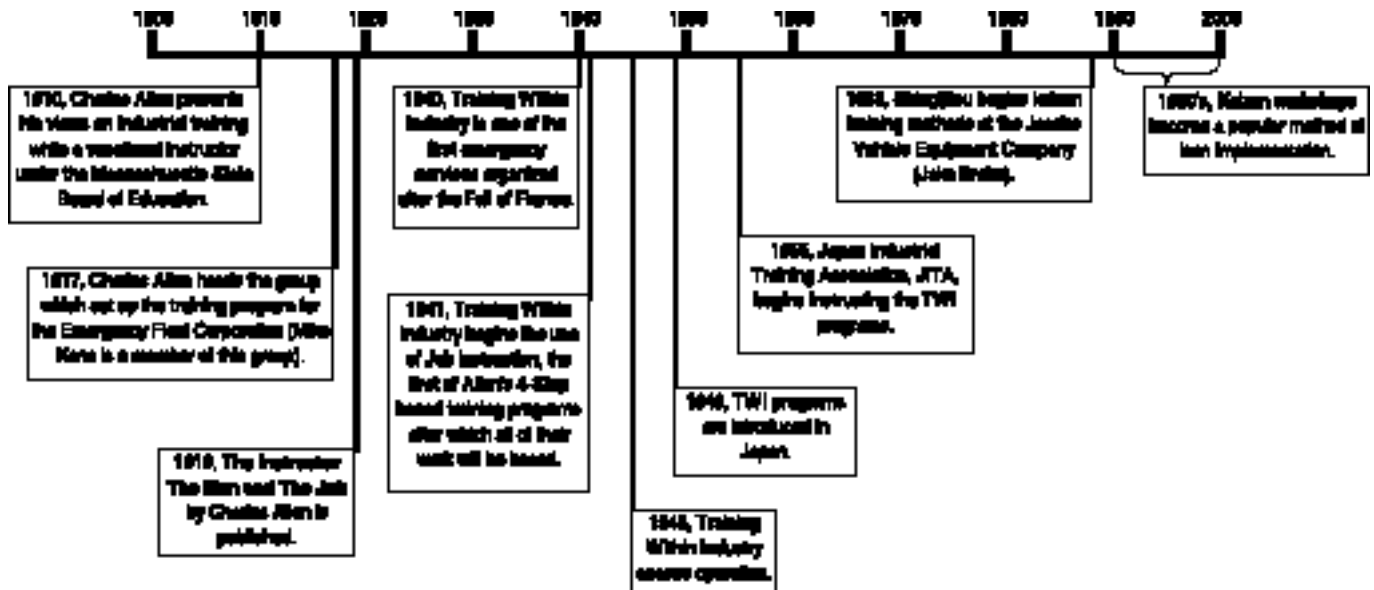 1900 1910 1920 1930 1940 1950 1960 1970 1980 1990 2000
1910, Charles Allen presents
his views on industrial training
while a vocational instructor
under the Massachusetts State
Board of Education.
1917, Charles Allen heads the group
which set up the training program for
the Emergency Fleet Corporation (Mike
Kane is a member of this group).
1919, The Instructor
The Man and The Job
by Charles Allen is
published.
1940, Training Within
Industry is one of the
first emergency
services organized
after the Fall of France.
1941, Training Within
Industry begins the use
of Job Instruction, the
first of Allen's 4-Step
based training programs
after which all of their
work will be based.
1945, Training
Within Industry
ceases operation.
1949, TWI programs
are introduced in
Japan.
1955, Japan Industrial
Training Association, JITA,
begins instructing the TWI
programs.
begins kaizen
training methods at the Jacobs
Vehicle Equipment Company
(Jake Brake).
1990's, Kaizen workshops
become a popular method of
lean implementation.